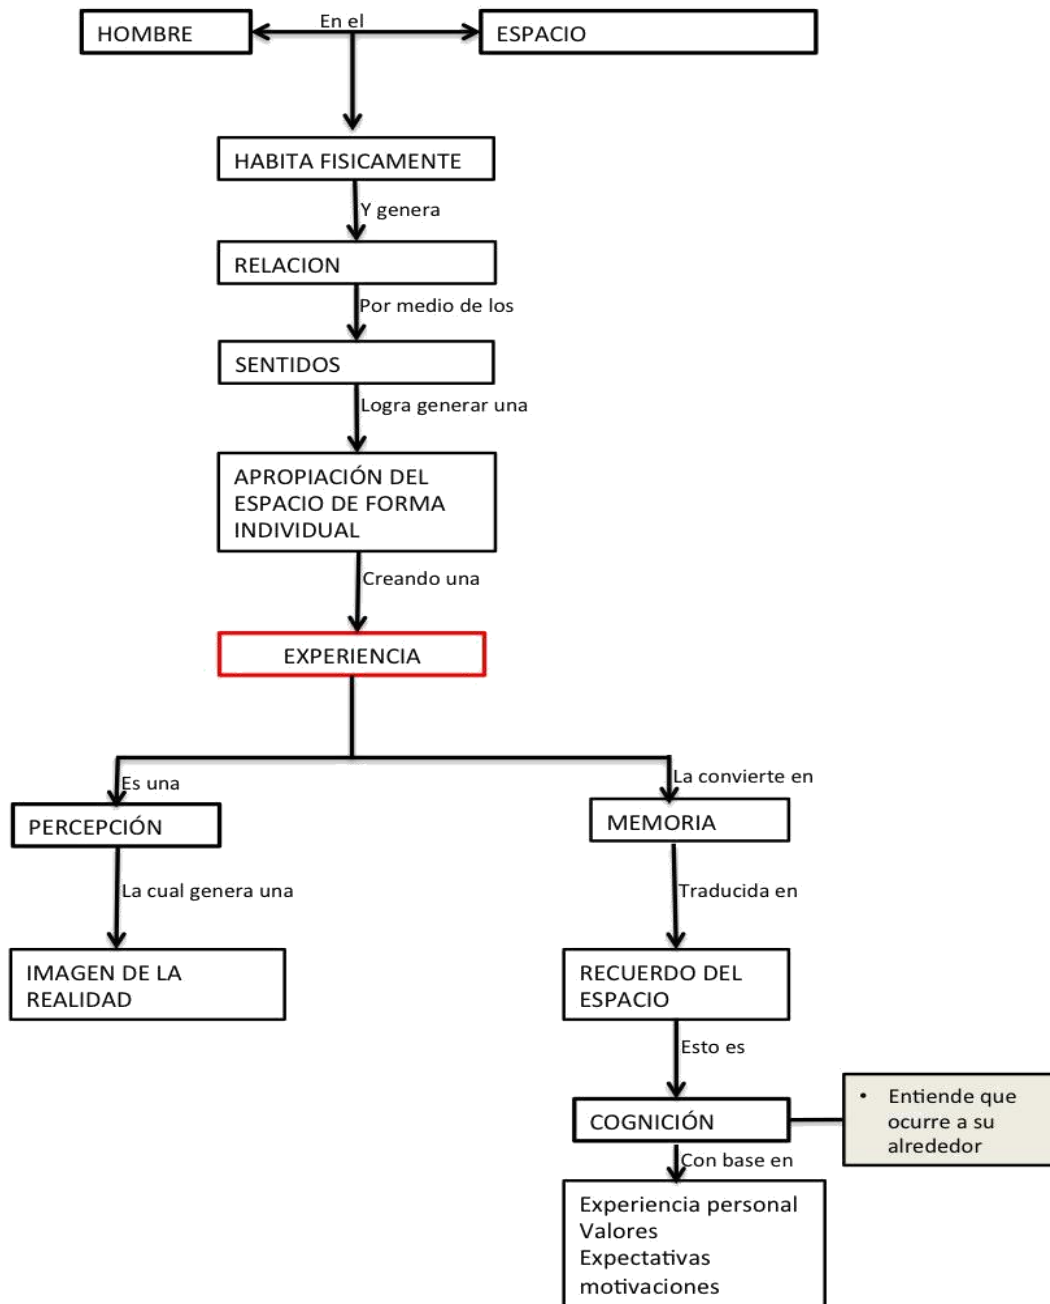 HOMBRE
En el
ESPACIO
HABITA FISICAMENTE
Y genera
RELACION
Por medio de los
SENTIDOS
Logra generar una
APROPIACIÓN DEL
ESPACIO DE FORMA
INDIVIDUAL
Creando una
EXPERIENCIA
Es una
La convierte en
PERCEPCIÓN
MEMORIA
La cual genera una
Traducida en
IMAGEN DE LA
REALIDAD
RECUERDO DEL
ESPACIO
Esto es
COGNICIÓN
• Entiende que
ocurre a su
alrededor
Con base en
Experiencia personal
Valores
Expectativas
motivaciones